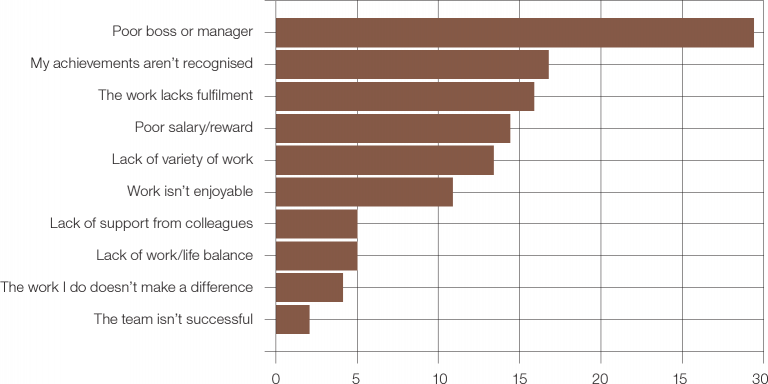 Poor boss or manager
My achievements aren’t recognised
The work lacks fulfilment
Poor salary/reward
Lack of variety of work
Work isn’t enjoyable
Lack of support from colleagues
Lack of work/life balance
The work I do doesn’t make a difference
The team isn’t successful
0 5 10 15 20 15 30